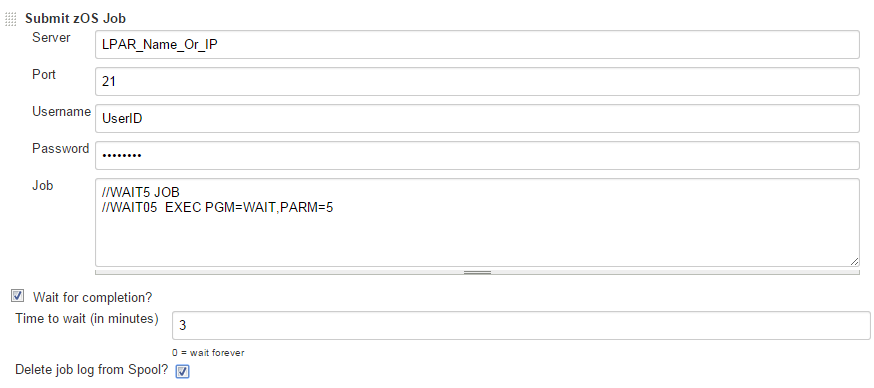 Submit zOS Job
Server LPAR_Name_Or_IP
Port 21
Username UserID
Password ••••••••
Job //WAIT5 JOB
//WAIT05  EXEC PGM=WAIT,PARM=5
Wait for completion?
Time to wait (in minutes) 3
0 = wait forever
Delete job log from Spool?